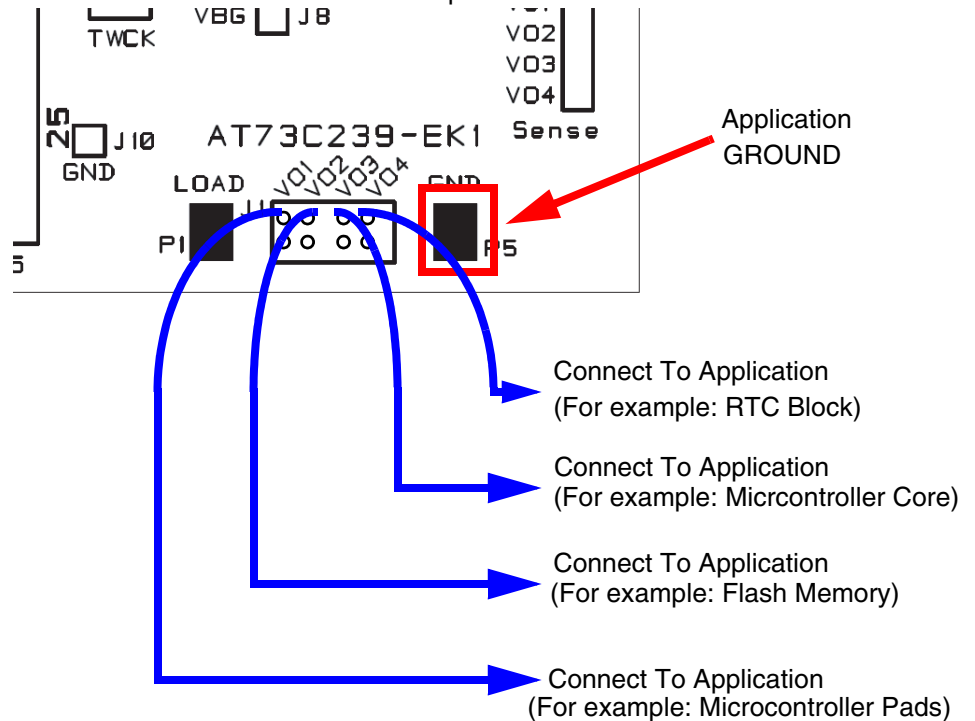 VBG J8
TWCK
VO2
VO3
VO4
Sense
25
J10
GND
AT73C239-EK1
Application
GROUND
LOAD
VO1
VO2
VO3
VO4
GND
P1
P5
Connect To Application
(For example: RTC Block)
Connect To Application
(For example: Micrcontroller Core)
Connect To Application
(For example: Flash Memory)
Connect To Application
(For example: Microcontroller Pads)